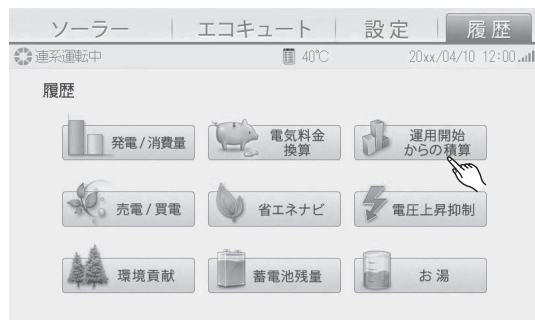 ソーラー エコキュート 設定 履歴
連系運転中 40℃ 20xx/04/10 12:00
履歴
発電/消費量 電気料金 運用開始
換算 からの積算
売電/買電 省エネナビ 電圧上昇抑制
環境貢献 蓄電池残量 お湯